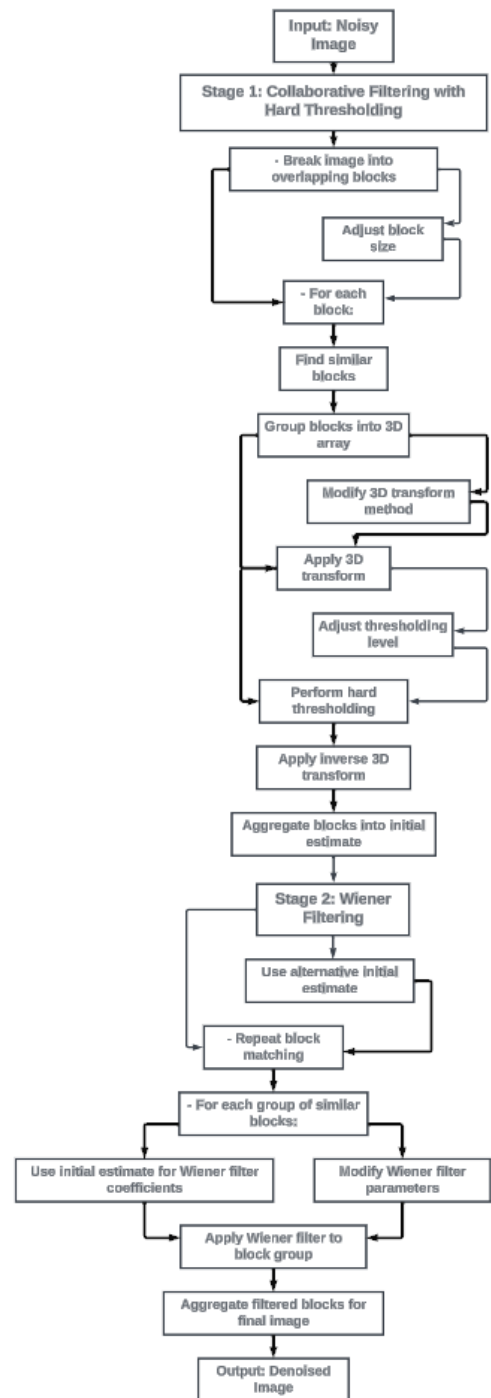 Input: Noisy
Image
Stage 1: Collaborative Filtering with
Hard Thresholding
- Break image into
overlapping blocks
Adjust block
size
- For each
block:
Find similar
blocks
Group blocks into 3D
array
Modify 3D transform
method
Apply 3D
transform
Adjust thresholding
level
Perform hard
thresholding
Apply inverse 3D
transform
Aggregate blocks into initial
estimate
Stage 2: Wiener
Filtering
Use alternative initial
estimate
- Repeat block
matching
- For each group of similar
blocks:
Use initial estimate for Wiener filter
coefficients
Modify Wiener filter
parameters
Apply Wiener filter to
block group
Aggregate filtered blocks for
final image
Output: Denoised
Image